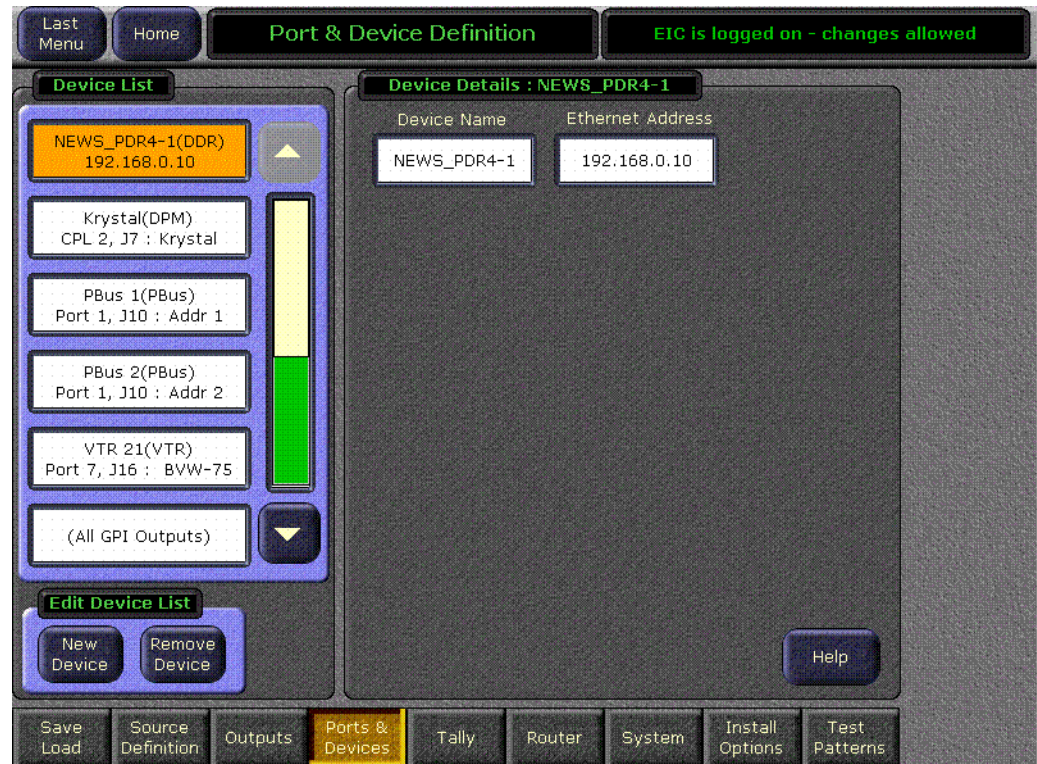 Last
Menu
Home
Port & Device Definition
EIC is logged on - changes allowed
Device List
NEWS_PDR4-1(DDR)
192.168.0.10
Krystal(DPM)
CPL 2, J7 : Krystal
PBus 1(PBus)
Port 1, J10 : Addr 1
PBus 2(PBus)
Port 1, J10 : Addr 2
VTR 21(VTR)
Port 7, J16 : BVW-75
(All GPI Outputs)
Edit Device List
New
Device
Remove
Device
Device Details : NEWS_PDR4-1
Device Name
Ethernet Address
NEWS_PDR4-1
192.168.0.10
Help
Save
Load
Source
Definition
Outputs
Ports &
Devices
Tally
Router
System
Install
Options
Test
Patterns